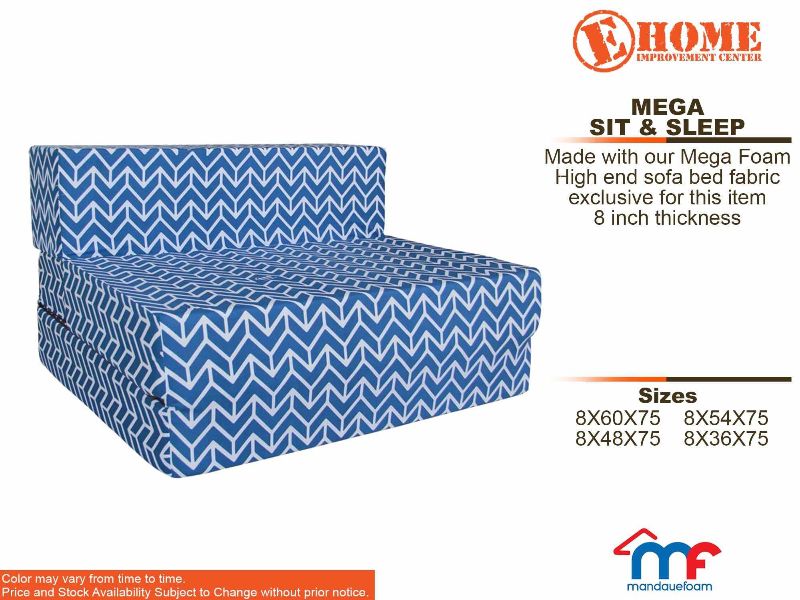 E HOME
IMPROVEMENT CENTER
MEGA
SIT & SLEEP
Made with our Mega Foam
High end sofa bed fabric
exclusive for this item
8 inch thickness
Sizes
8X60X75 8X54X75
8X48X75 8X36X75
mf
mandauefoam
Color may vary from time to time.
Price and Stock Availability Subject to Change without prior notice.